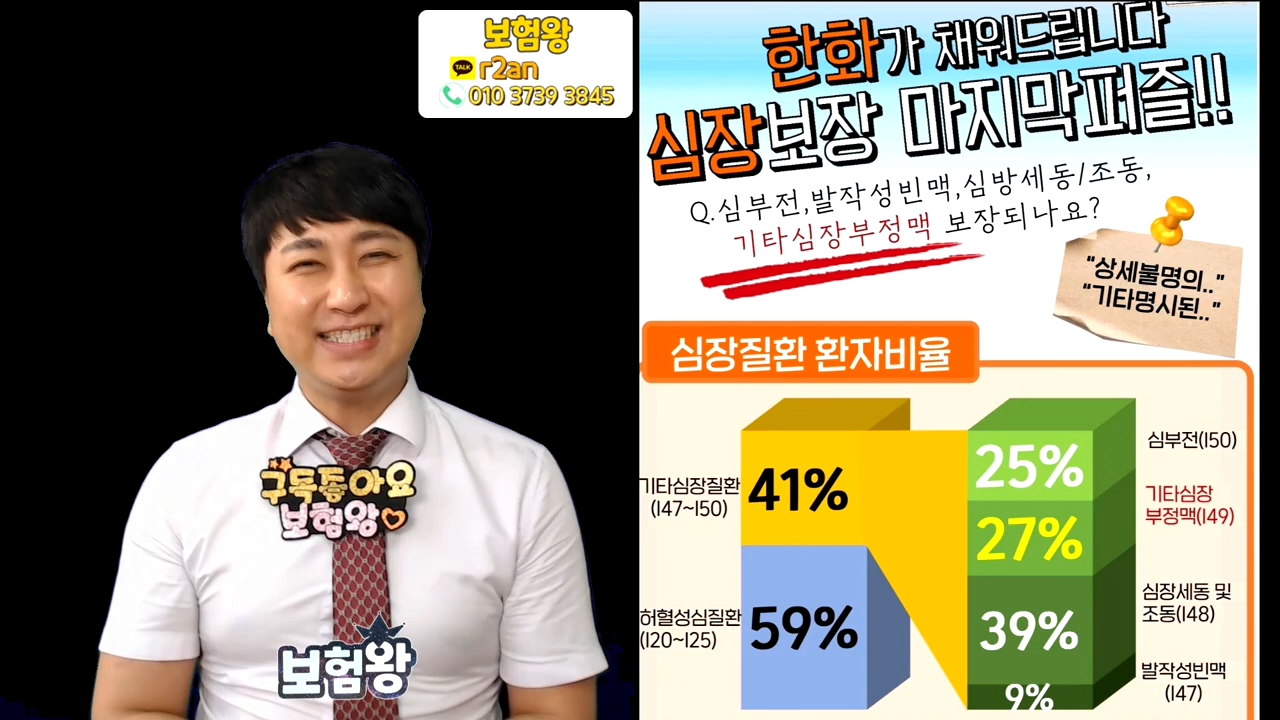 보험왕
TALK r2an
010 3739 3845
구독좋아요
보험왕
보험왕
한화가 채워드립니다
심장보장 마지막퍼즐!!
Q.심부전,발작성빈맥,심방세동/조동,
기타심장부정맥 보장되나요?
“상세불명의..”
“기타명시된..”
심장질환 환자비율
기타심장질환
(I47~I50)
41%
허혈성심질환
(I20~I25)
59%
25%
심부전(I50)
27%
기타심장
부정맥(I49)
39%
심장세동 및
조동(I48)
9%
발작성빈맥
(I47)